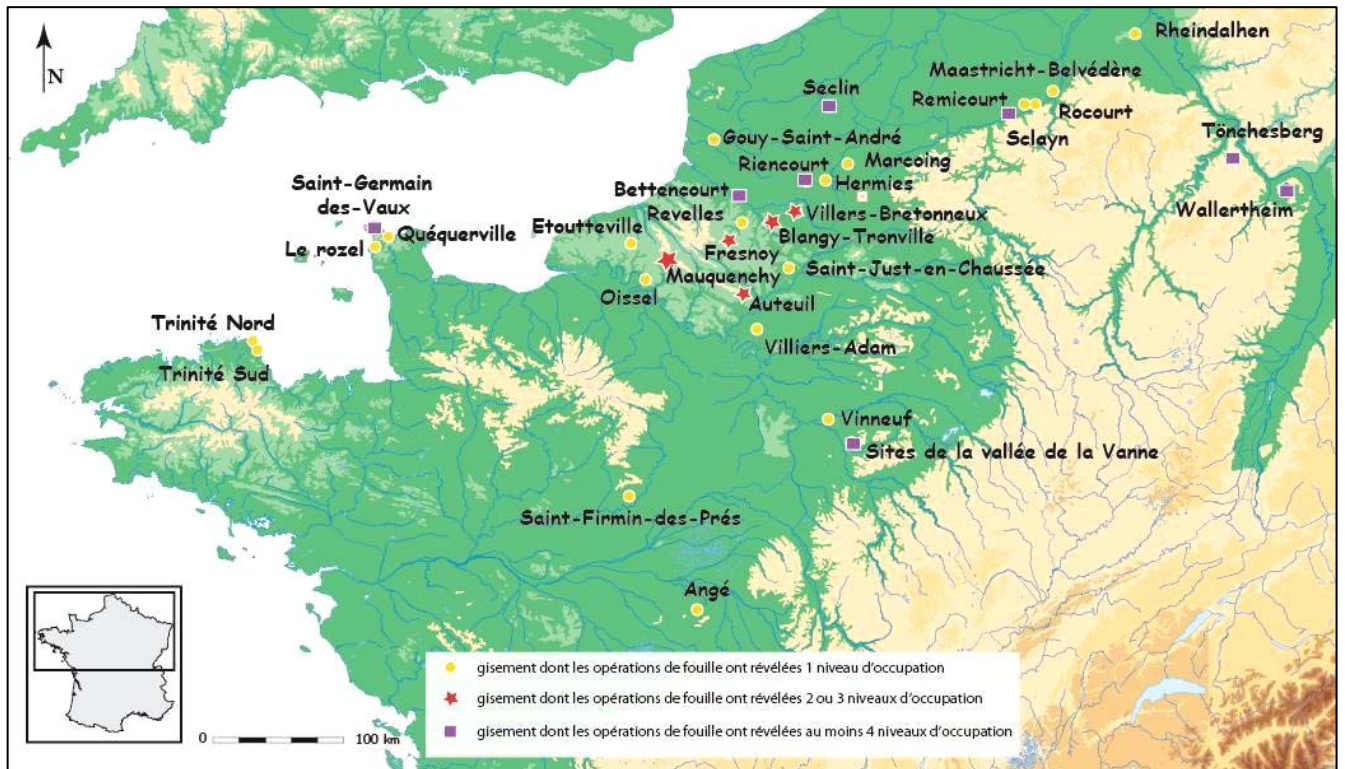 N
Rheindalhen
Maastricht-Belvédère
Seclin
Remicourt
Rocourt
Sclayn
Tönchesberg
Gouy-Saint-André
Riencourt
Marcoing
Hermies
Wallertheim
Saint-Germain
des-Vaux
Bettencourt
Revelles
Villers-Bretonneux
Etoutteville
Quéquerville
Blangy-Tronville
Le rozel
Fresnoy
Saint-Just-en-Chaussée
Mauquenchy
Oissel
Auteuil
Trinité Nord
Villiers-Adam
Trinité Sud
Vinneuf
Sites de la vallée de la Vanne
Saint-Firmin-des-Prés
Angé
gisement dont les opérations de fouille ont révélées 1 niveau d'occupation
gisement dont les opérations de fouille ont révélées 2 ou 3 niveaux d'occupation
gisement dont les opérations de fouille ont révélées au moins 4 niveaux d'occupation
0 100 km